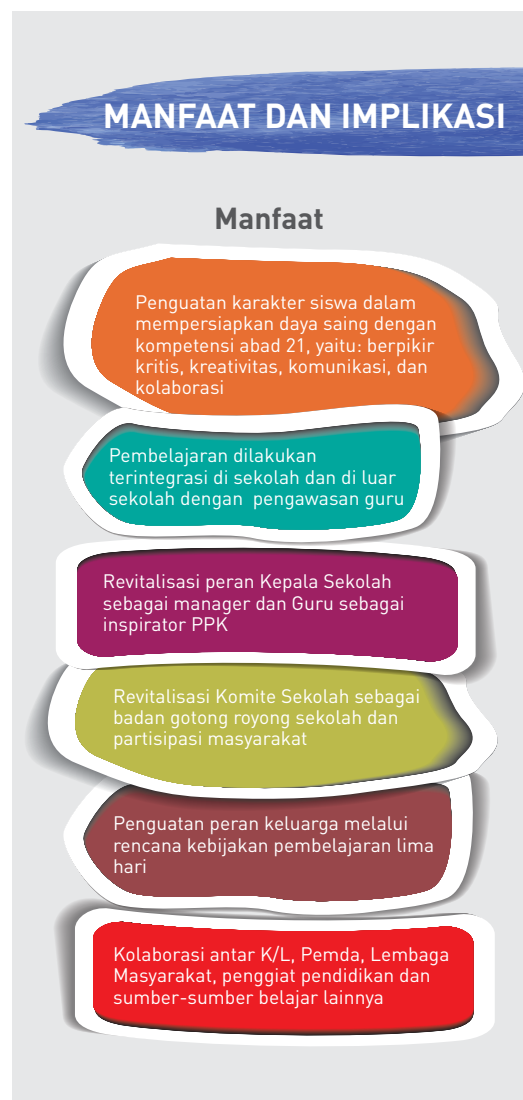 MANFAAT DAN IMPLIKASI
Manfaat
Penguatan karakter siswa dalam
mempersiapkan daya saing dengan
kompetensi abad 21, yaitu: berpikir
kritis, kreativitas, komunikasi, dan
kolaborasi
Pembelajaran dilakukan
terintegrasi di sekolah dan di luar
sekolah dengan  pengawasan guru
Revitalisasi peran Kepala Sekolah
sebagai manager dan Guru sebagai
inspirator PPK
Revitalisasi Komite Sekolah sebagai
badan gotong royong sekolah dan
partisipasi masyarakat
Penguatan peran keluarga melalui
rencana kebijakan pembelajaran lima
hari
Kolaborasi antar K/L, Pemda, Lembaga
Masyarakat, penggiat pendidikan dan
sumber-sumber belajar lainnya